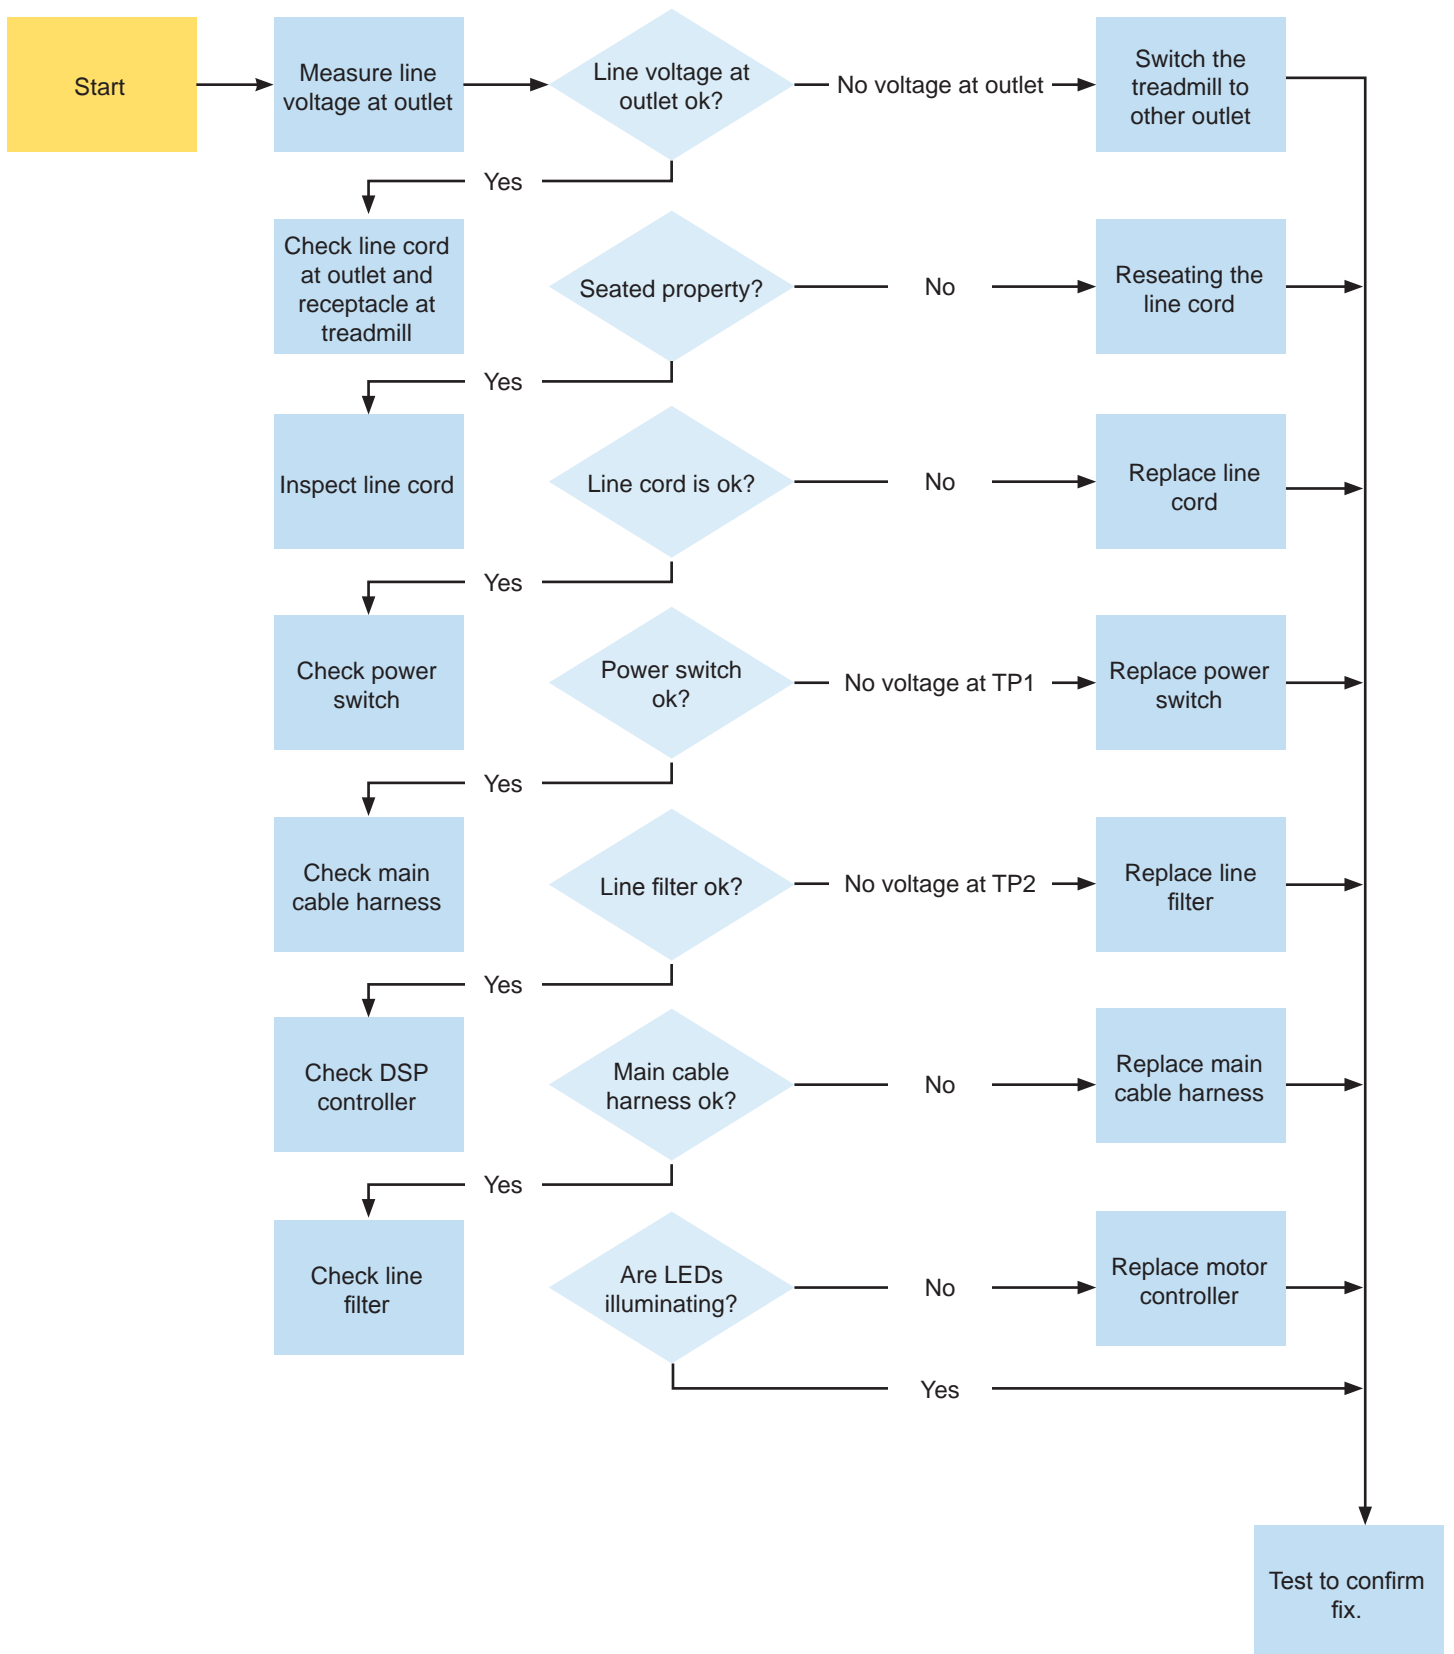 Start
Measure line
voltage at outlet
Line voltage at
outlet ok?
No voltage at outlet
Switch the
treadmill to
other outlet
Yes
Check line cord
at outlet and
receptacle at
treadmill
Seated property?
No
Reseating the
line cord
Yes
Inspect line cord
Line cord is ok?
No
Replace line
cord
Yes
Check power
switch
Power switch
ok?
No voltage at TP1
Replace power
switch
Yes
Check main
cable harness
Line filter ok?
No voltage at TP2
Replace line
filter
Yes
Check DSP
controller
Main cable
harness ok?
No
Replace main
cable harness
Yes
Check line
filter
Are LEDs
illuminating?
No
Replace motor
controller
Yes
Test to confirm
fix.